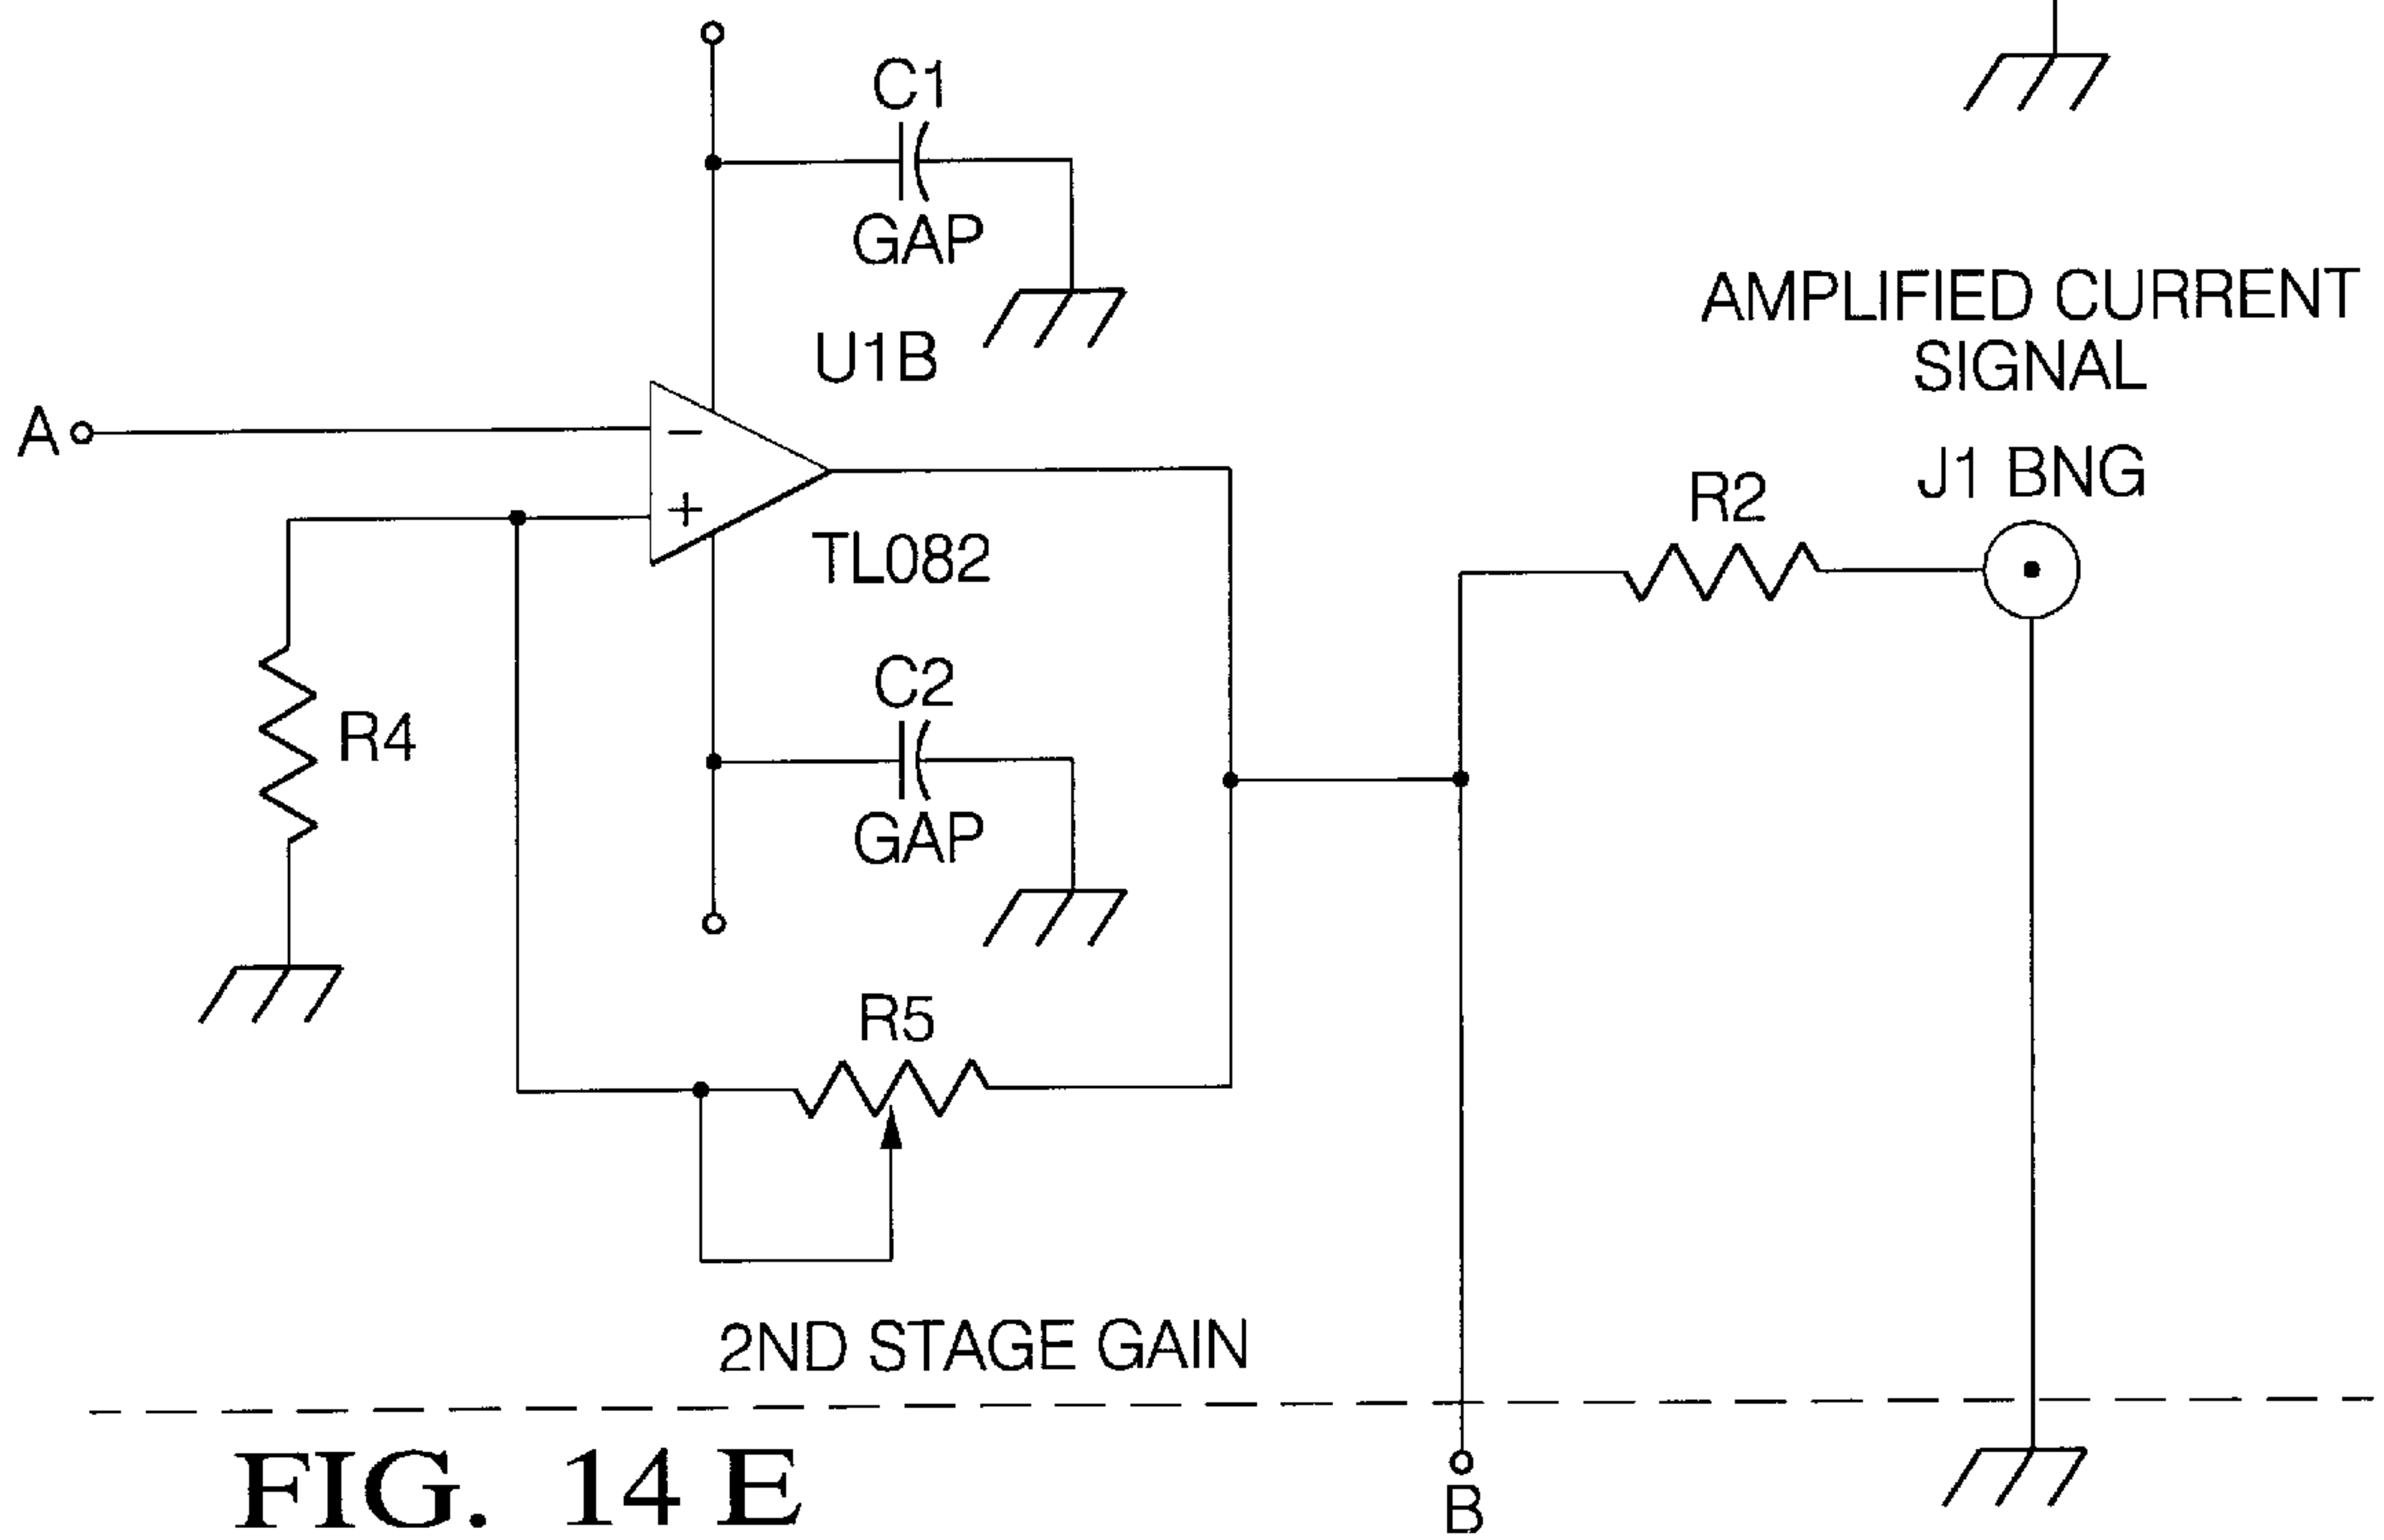 C1
GAP
U1B
AMPLIFIED CURRENT
SIGNAL
A
−
+
TL082
J1 BNG
R2
C2
GAP
R4
R5
2ND STAGE GAIN
FIG. 14 E
B